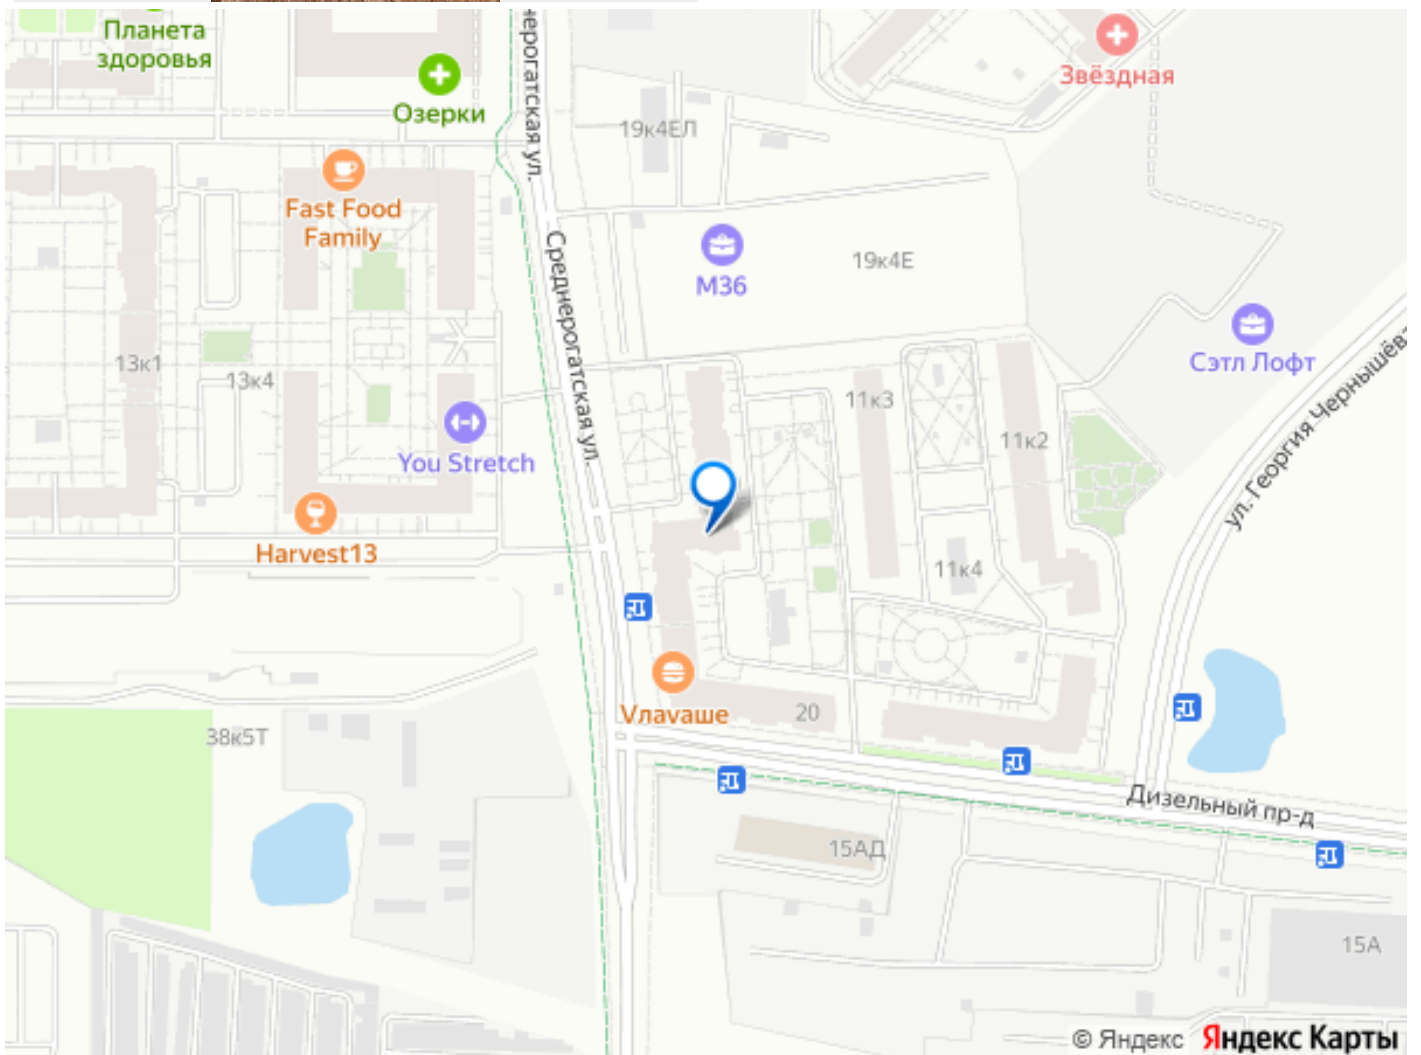 Планета
здоровья
Озерки
нерогатская ул.
Звёздная
19к4ЕЛ
Fast Food
Family
Среднерогатская ул.
М36
19к4Е
Сэтл Лофт
13к1
13к4
11к3
11к2
You Stretch
ул. Георгия Чернышёва
Harvest13
11к4
Vлаvаше
20
38к5Т
Дизельный пр-д
15АД
15А
© Яндекс Яндекс Карты